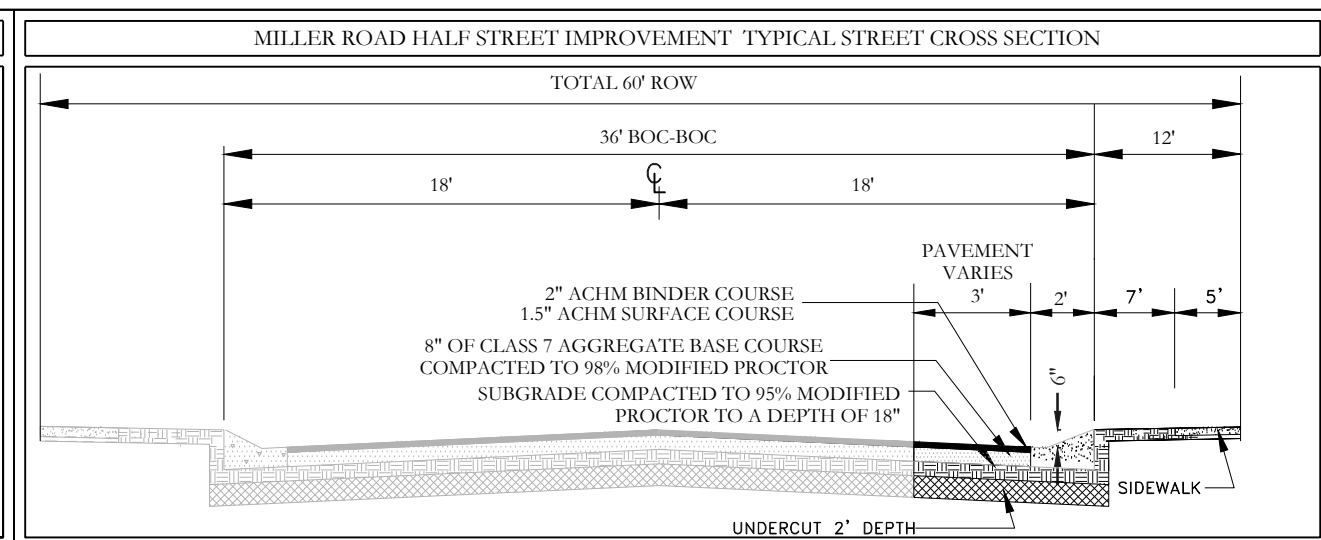 MILLER ROAD HALF STREET IMPROVEMENT TYPICAL STREET CROSS SECTION
TOTAL 60' ROW
36' BOC-BOC
12'
18'
CL
18'
PAVEMENT
VARIES
3'
2'
7'
5'
2" ACHM BINDER COURSE
1.5" ACHM SURFACE COURSE
8" OF CLASS 7 AGGREGATE BASE COURSE
COMPACTED TO 98% MODIFIED PROCTOR
6"
SUBGRADE COMPACTED TO 95% MODIFIED
PROCTOR TO A DEPTH OF 18"
SIDEWALK
UNDERCUT 2' DEPTH